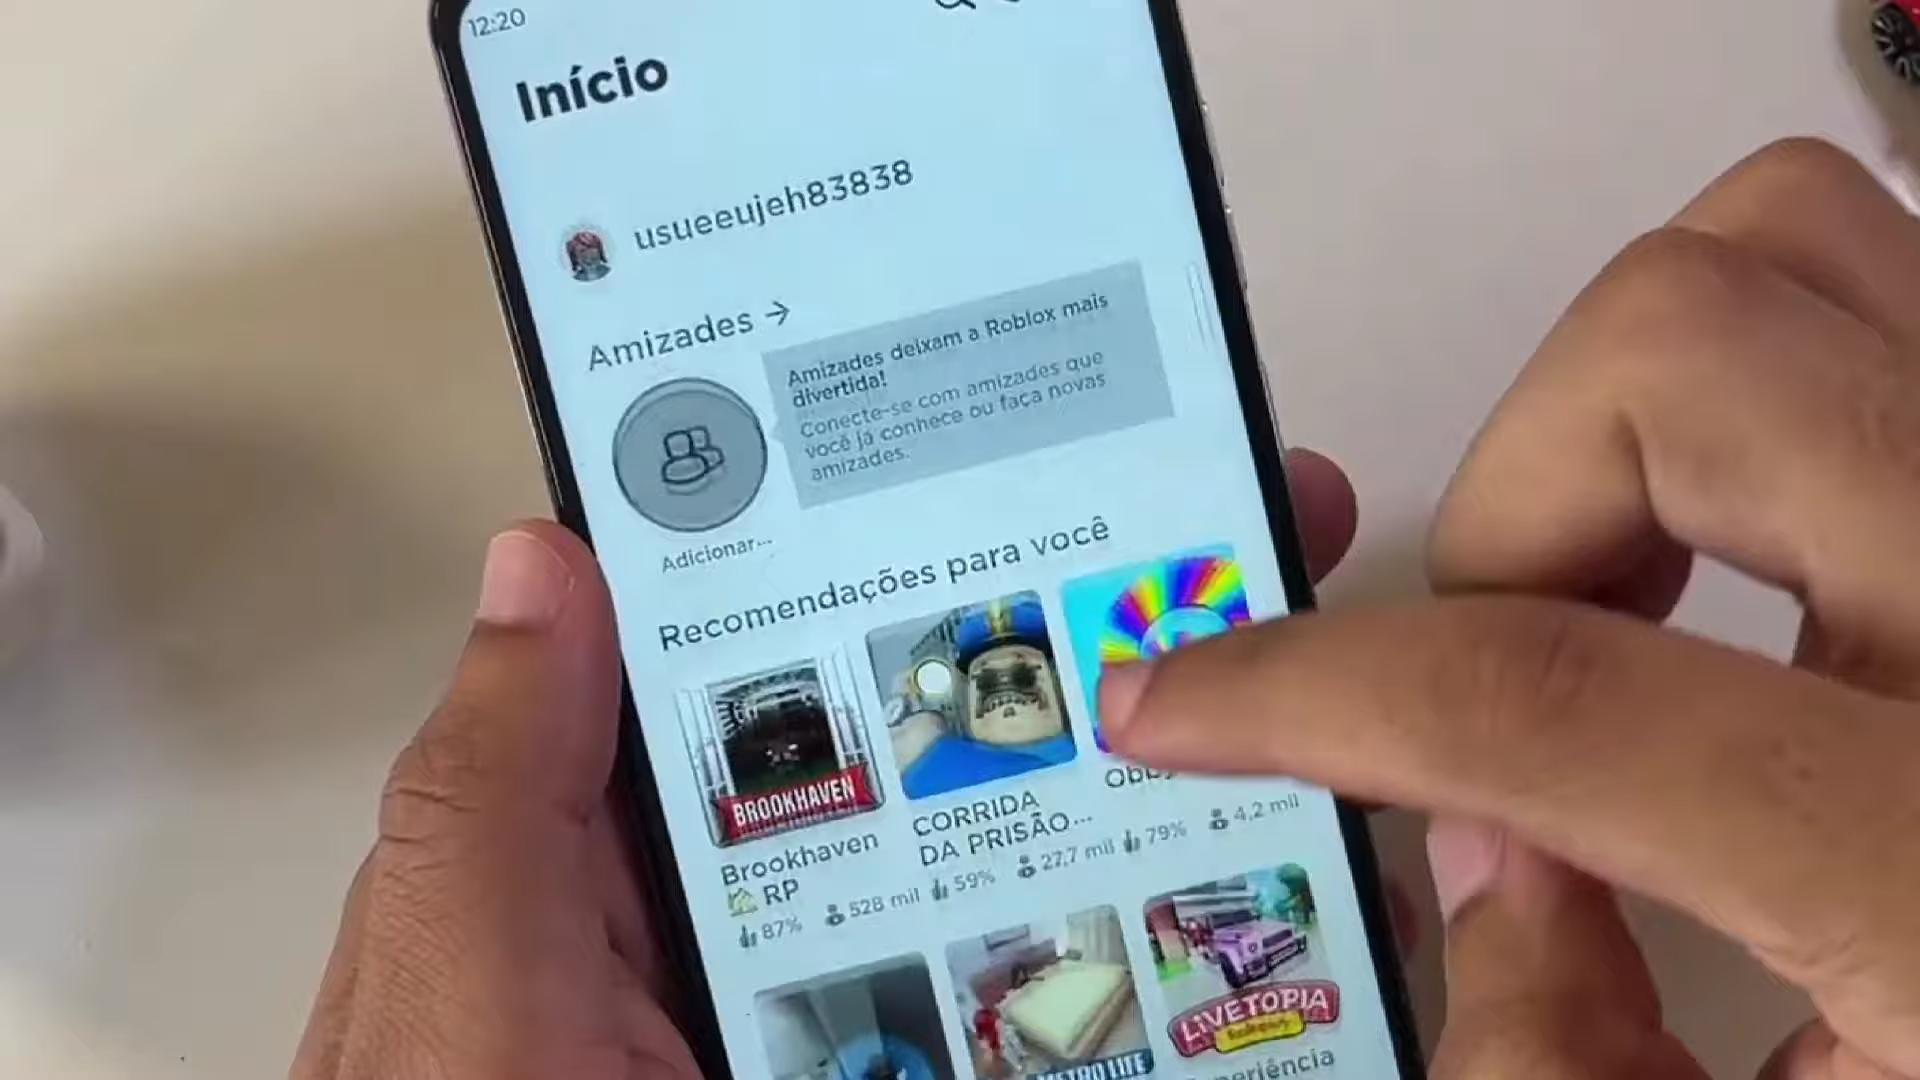 12:20
Início
usueeujeh83838
Amizades →
Amizades deixam a Roblox mais
divertida!
Conecte-se com amizades que
você já conhece ou faça novas
amizades.
Adicionar...
Recomendações para você
BROOKHAVEN
Brookhaven
🏡 RP
87% 528 mil
CORRIDA
DA PRISÃO...
59% 27,7 mil
79% 4,2 mil
METRO LIFE
LIVETOPIA